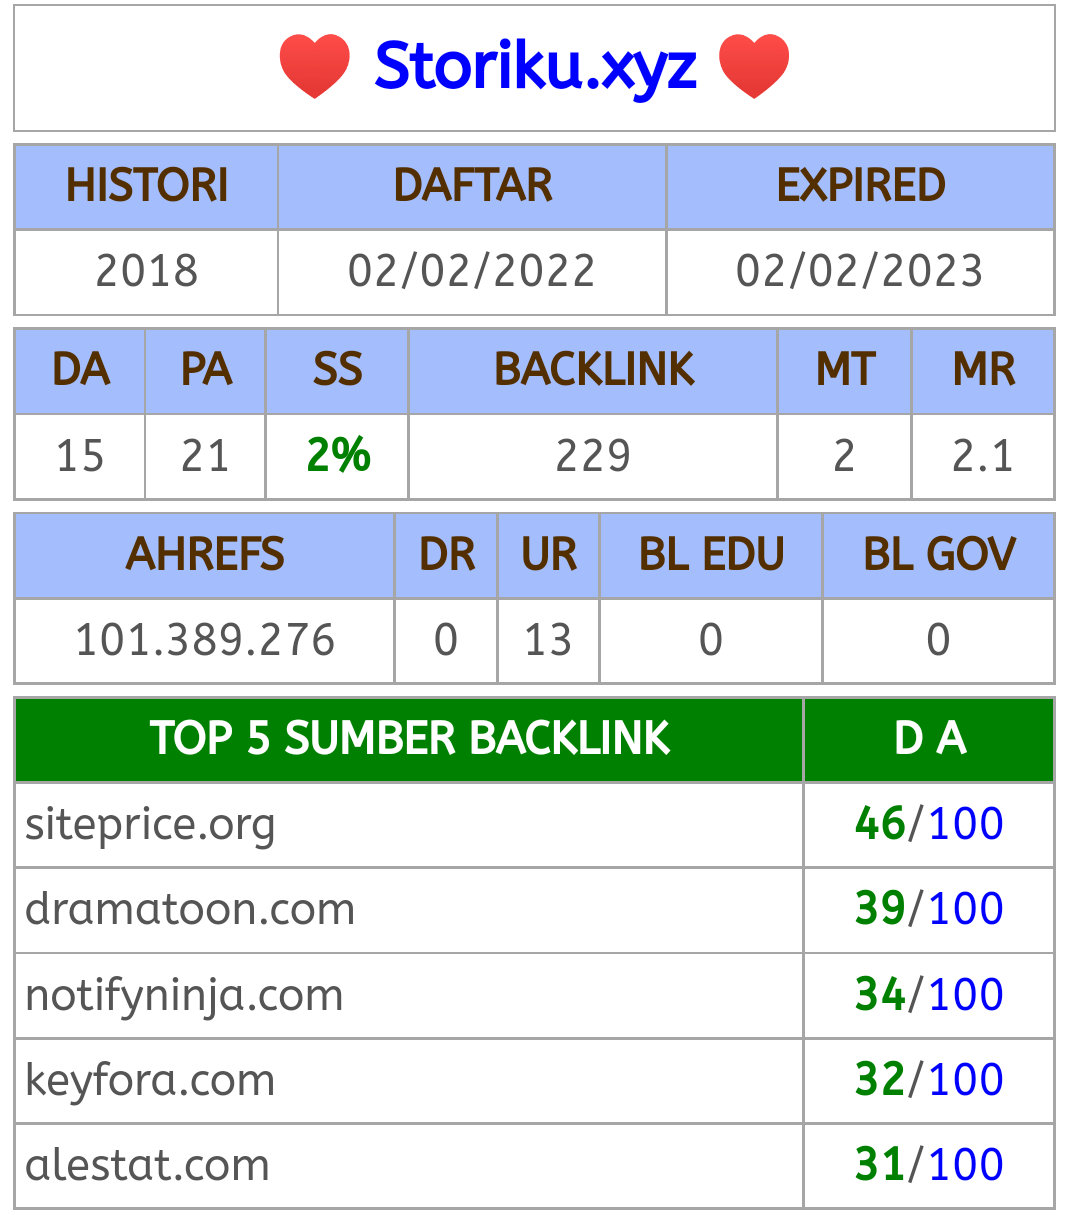 ❤️ Storiku.xyz ❤️
HISTORI DAFTAR EXPIRED
2018 02/02/2022 02/02/2023
DA PA SS BACKLINK MT MR
15 21 2% 229 2 2.1
AHREFS DR UR BL EDU BL GOV
101.389.276 0 13 0 0
TOP 5 SUMBER BACKLINK D A
siteprice.org 46/100
dramatoon.com 39/100
notifyninja.com 34/100
keyfora.com 32/100
alestat.com 31/100